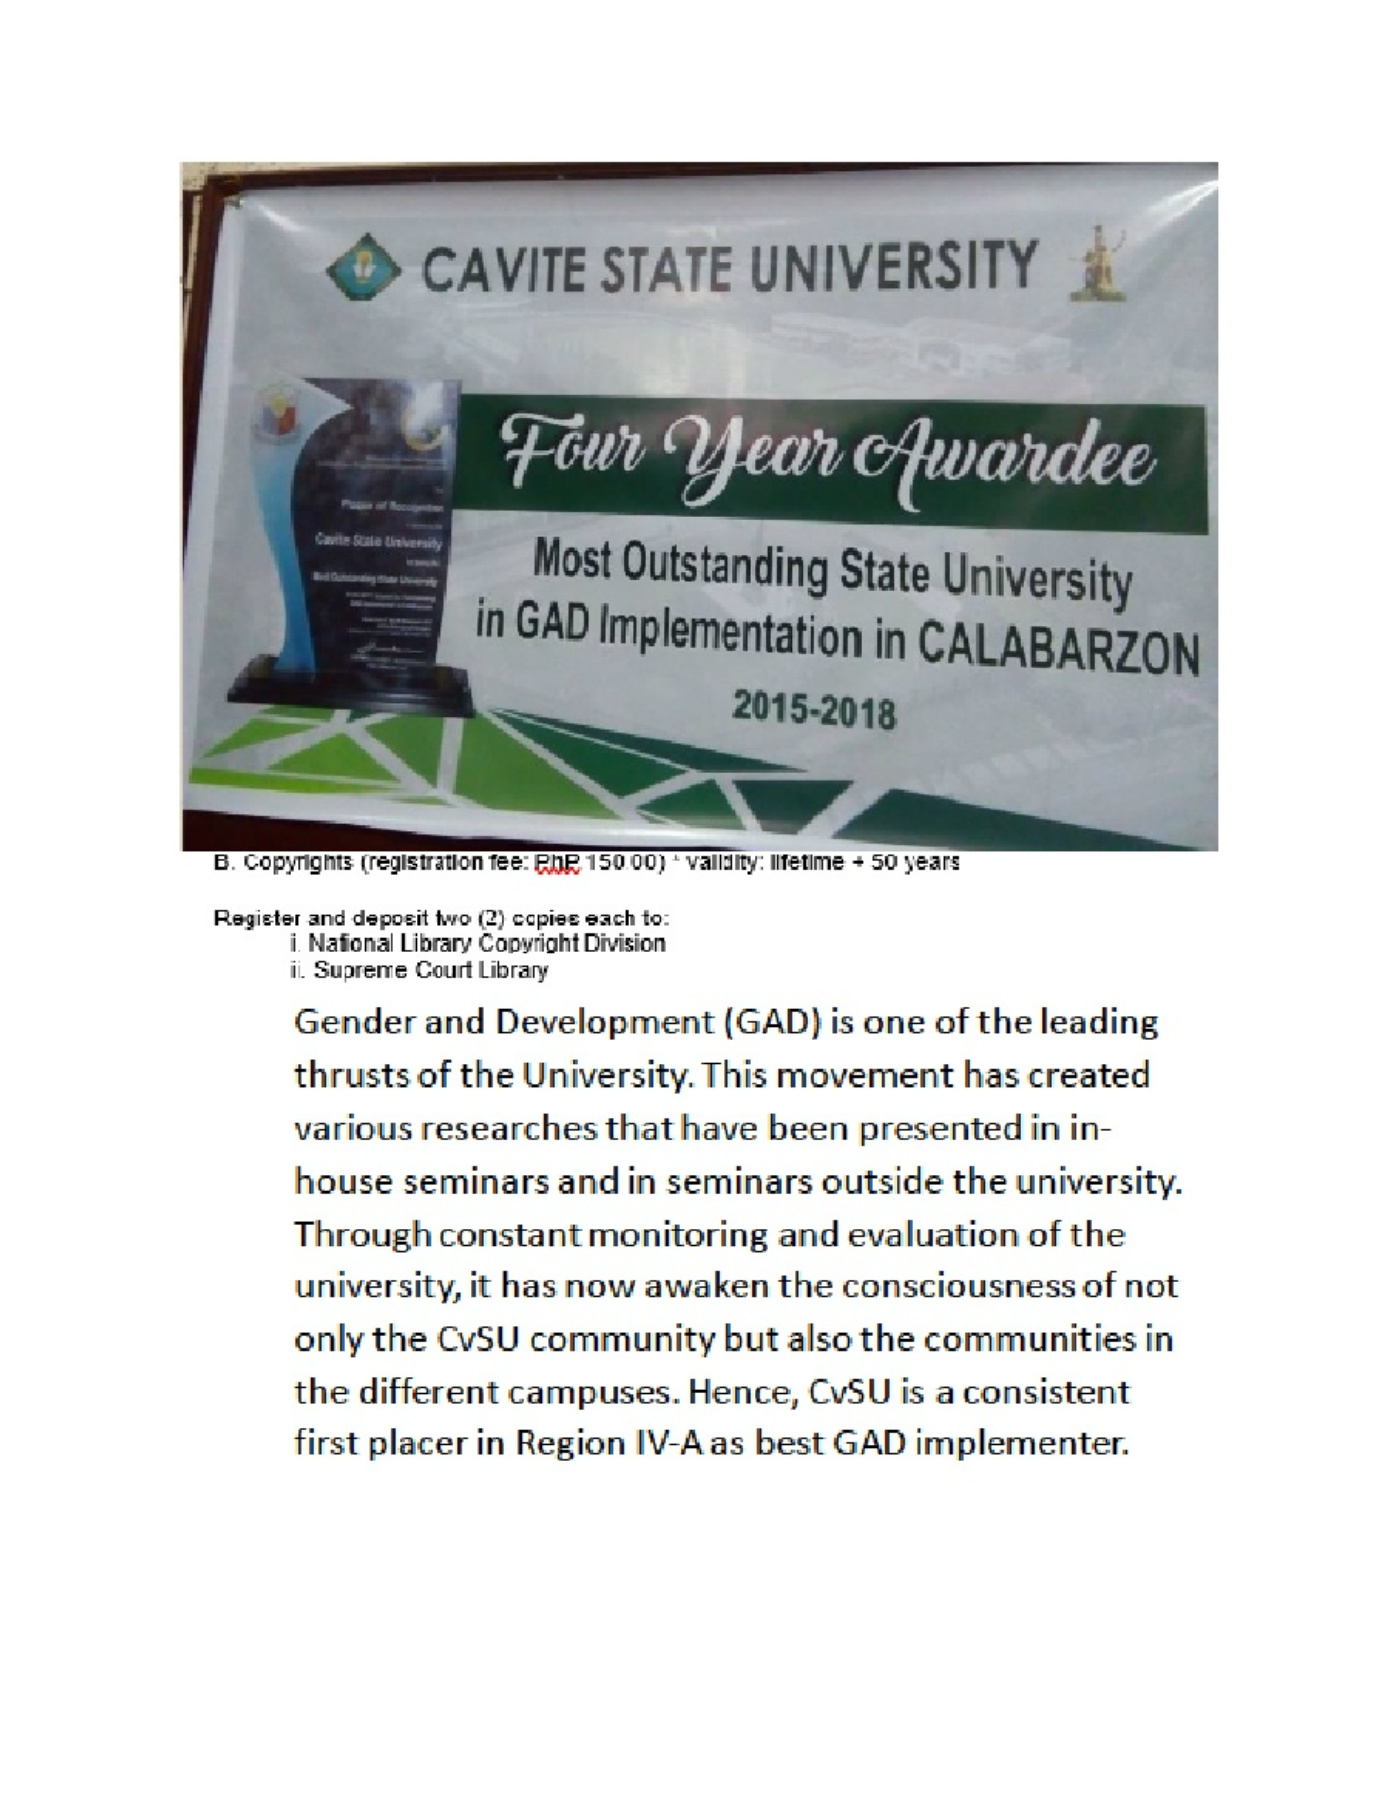 CAVITE STATE UNIVERSITY
Four Year Awardee
Plaque of Recognition
Cavite State University
Most Outstanding State University
Most Outstanding State University
in GAD Implementation in CALABARZON
2015-2018
B. Copyrights (registration fee: PhP 150.00) * validity: lifetime + 50 years
Register and deposit two (2) copies each to:
i. National Library Copyright Division
ii. Supreme Court Library
Gender and Development (GAD) is one of the leading
thrusts of the University. This movement has created
various researches that have been presented in in-
house seminars and in seminars outside the university.
Through constant monitoring and evaluation of the
university, it has now awaken the consciousness of not
only the CvSU community but also the communities in
the different campuses. Hence, CvSU is a consistent
first placer in Region IV-A as best GAD implementer.